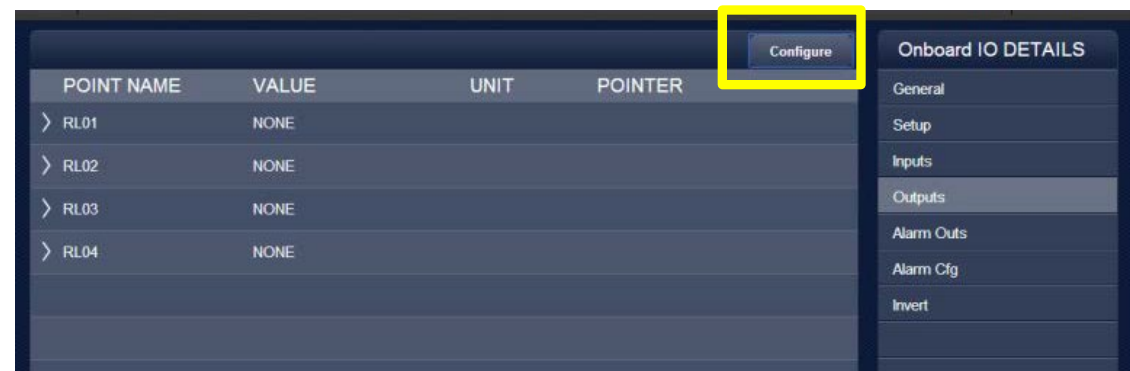 Configure
POINT NAME VALUE UNIT POINTER
RL01 NONE
RL02 NONE
RL03 NONE
RL04 NONE
Onboard IO DETAILS
General
Setup
Inputs
Outputs
Alarm Outs
Alarm Cfg
Invert